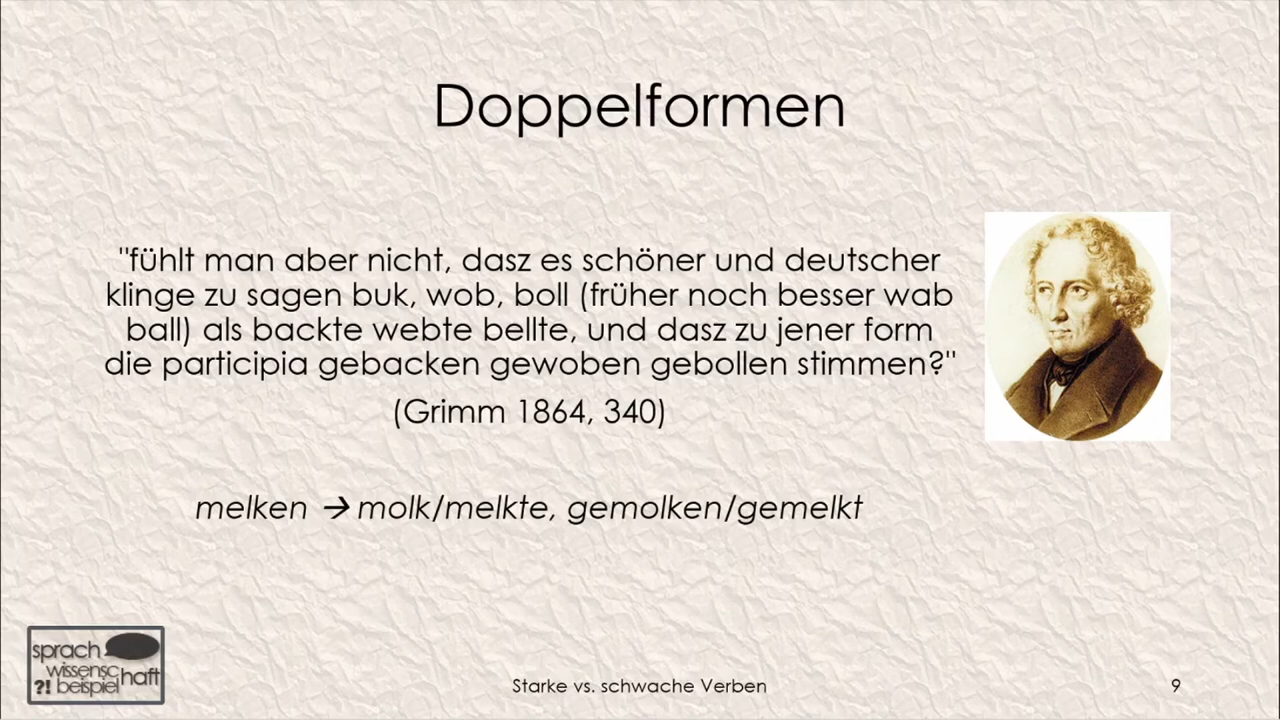 Doppelformen
"fühlt man aber nicht, dasz es schöner und deutscher
klinge zu sagen buk, wob, boll (früher noch besser wab
ball) als backte webte bellte, und dasz zu jener form
die participia gebacken gewoben gebollen stimmen?"
(Grimm 1864, 340)
melken → molk/melkte, gemolken/gemelkt
sprach
wissensc
haft
?! beispiel
Starke vs. schwache Verben
9